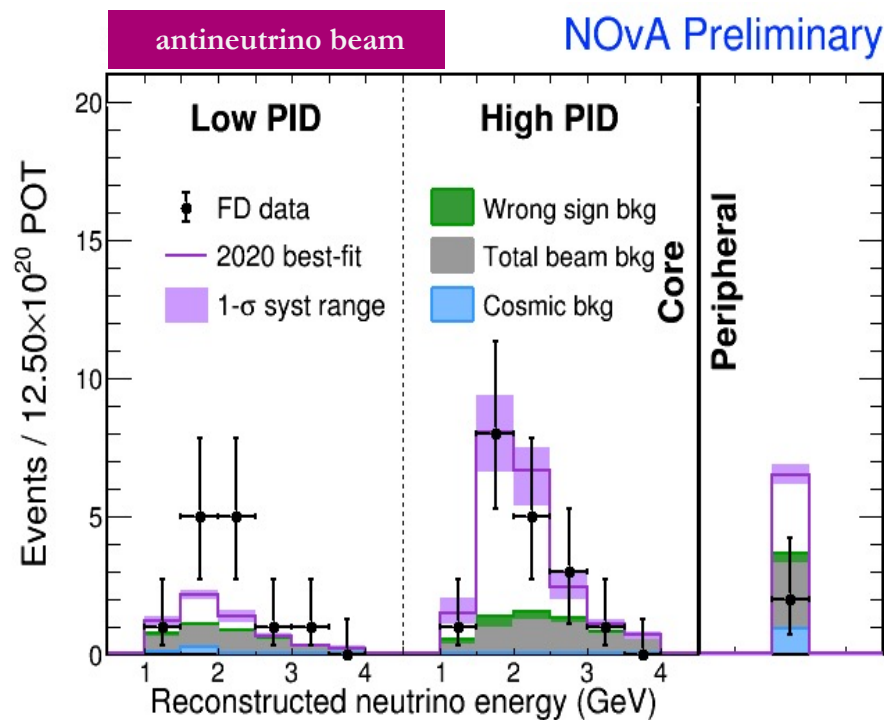 antineutrino beam
NOvA Preliminary
Low PID
High PID
FD data
2020 best-fit
1-σ syst range
Wrong sign bkg
Total beam bkg
Cosmic bkg
Core
Peripheral
Events / 12.50×10²⁰ POT
20
15
10
5
0
1 2 3 4 1 2 3 4
Reconstructed neutrino energy (GeV)